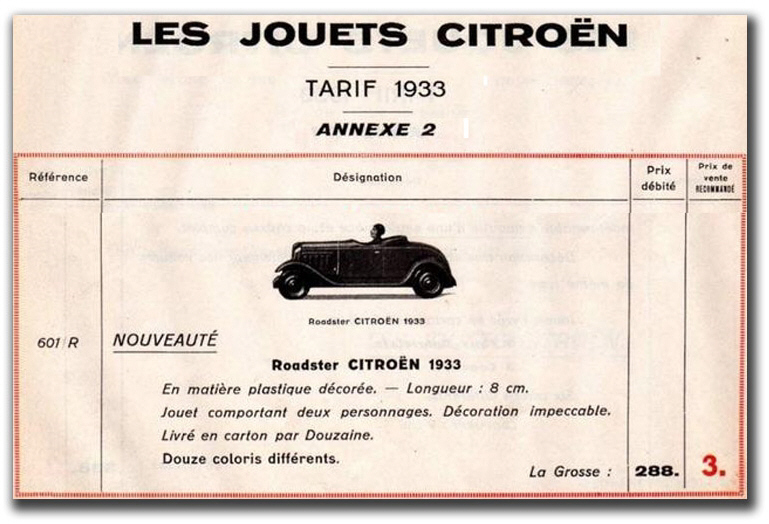 LES JOUETS CITROËN
TARIF 1933
ANNEXE 2
Référence
Désignation
Prix débité
Prix de vente RECOMMANDÉ
Roadster CITROËN 1933
601 R
NOUVEAUTÉ
Roadster CITROËN 1933
En matière plastique décorée. — Longueur : 8 cm.
Jouet comportant deux personnages. Décoration impeccable.
Livré en carton par Douzaine.
Douze coloris différents.
La Grosse : 288. 3.